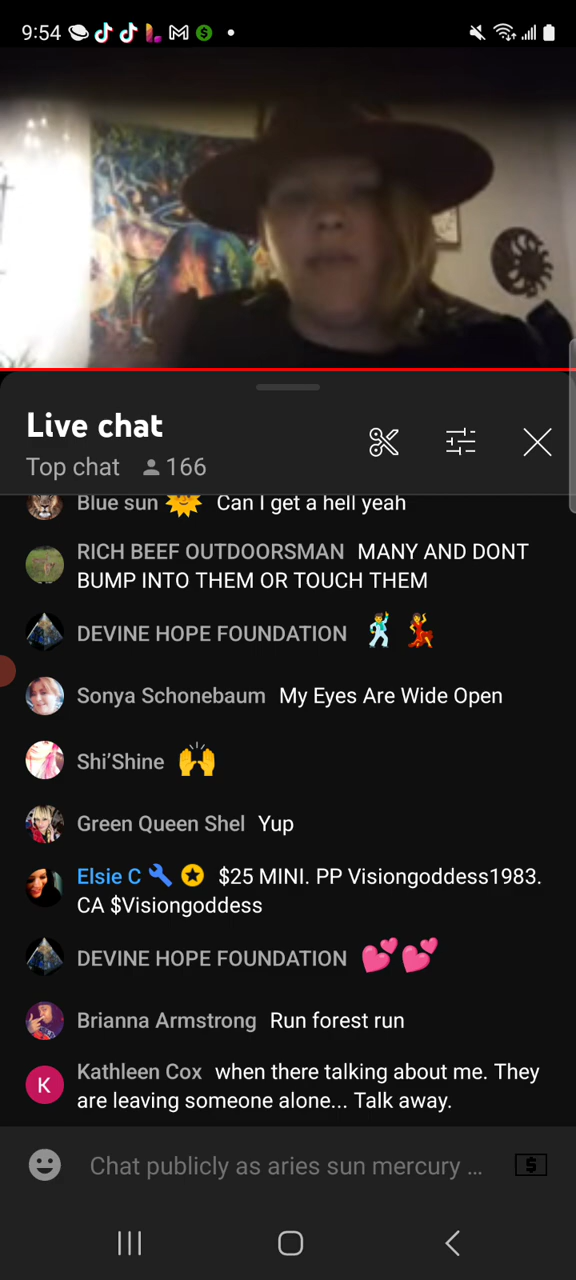 9:54
Live chat
Top chat 166
Blue sun Can I get a hell yeah
RICH BEEF OUTDOORSMAN MANY AND DONT
BUMP INTO THEM OR TOUCH THEM
DEVINE HOPE FOUNDATION
Sonya Schonebaum My Eyes Are Wide Open
Shi'Shine
Green Queen Shel Yup
Elsie C $25 MINI. PP Visiongoddess1983.
CA $Visiongoddess
DEVINE HOPE FOUNDATION
Brianna Armstrong Run forest run
K
Kathleen Cox when there talking about me. They
are leaving someone alone... Talk away.
Chat publicly as aries sun mercury ...